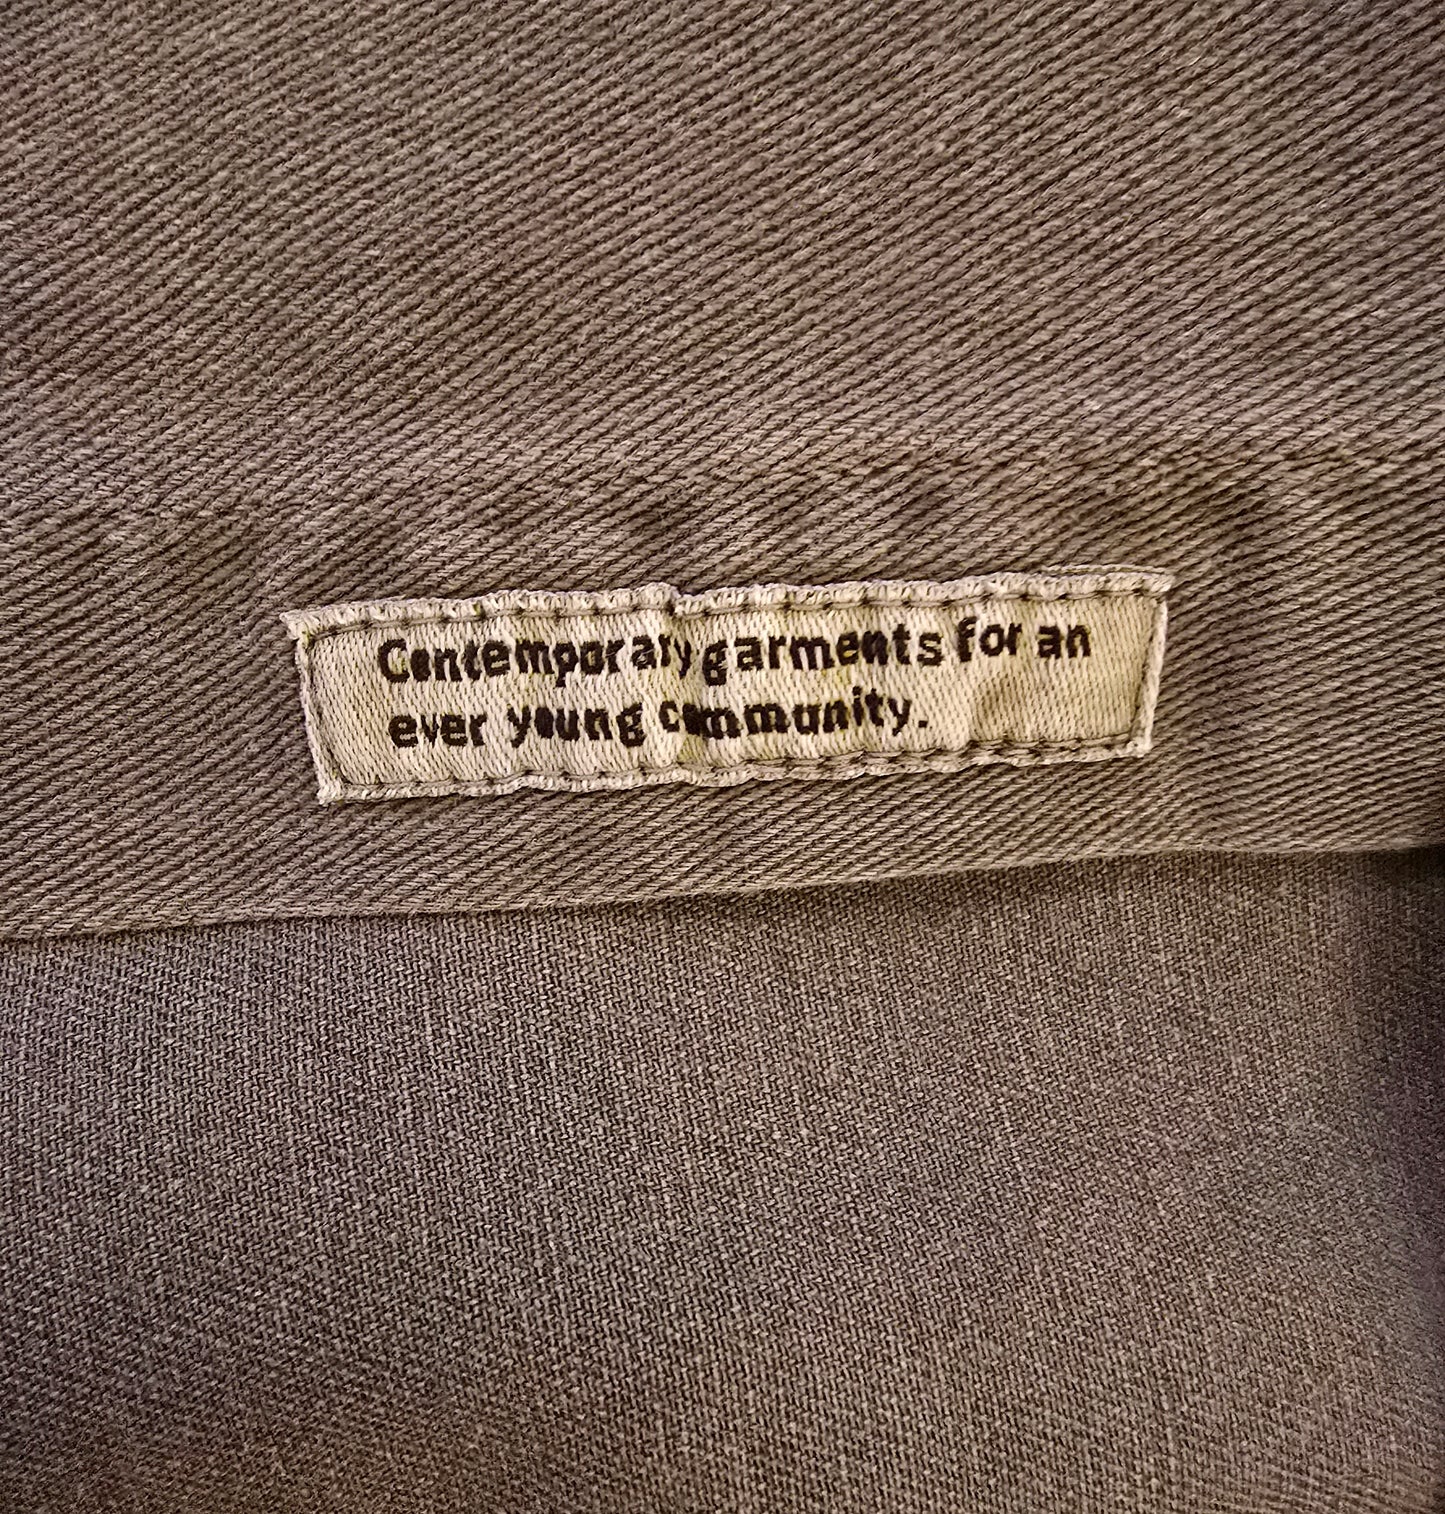 Contemporary garments for an
ever young community.